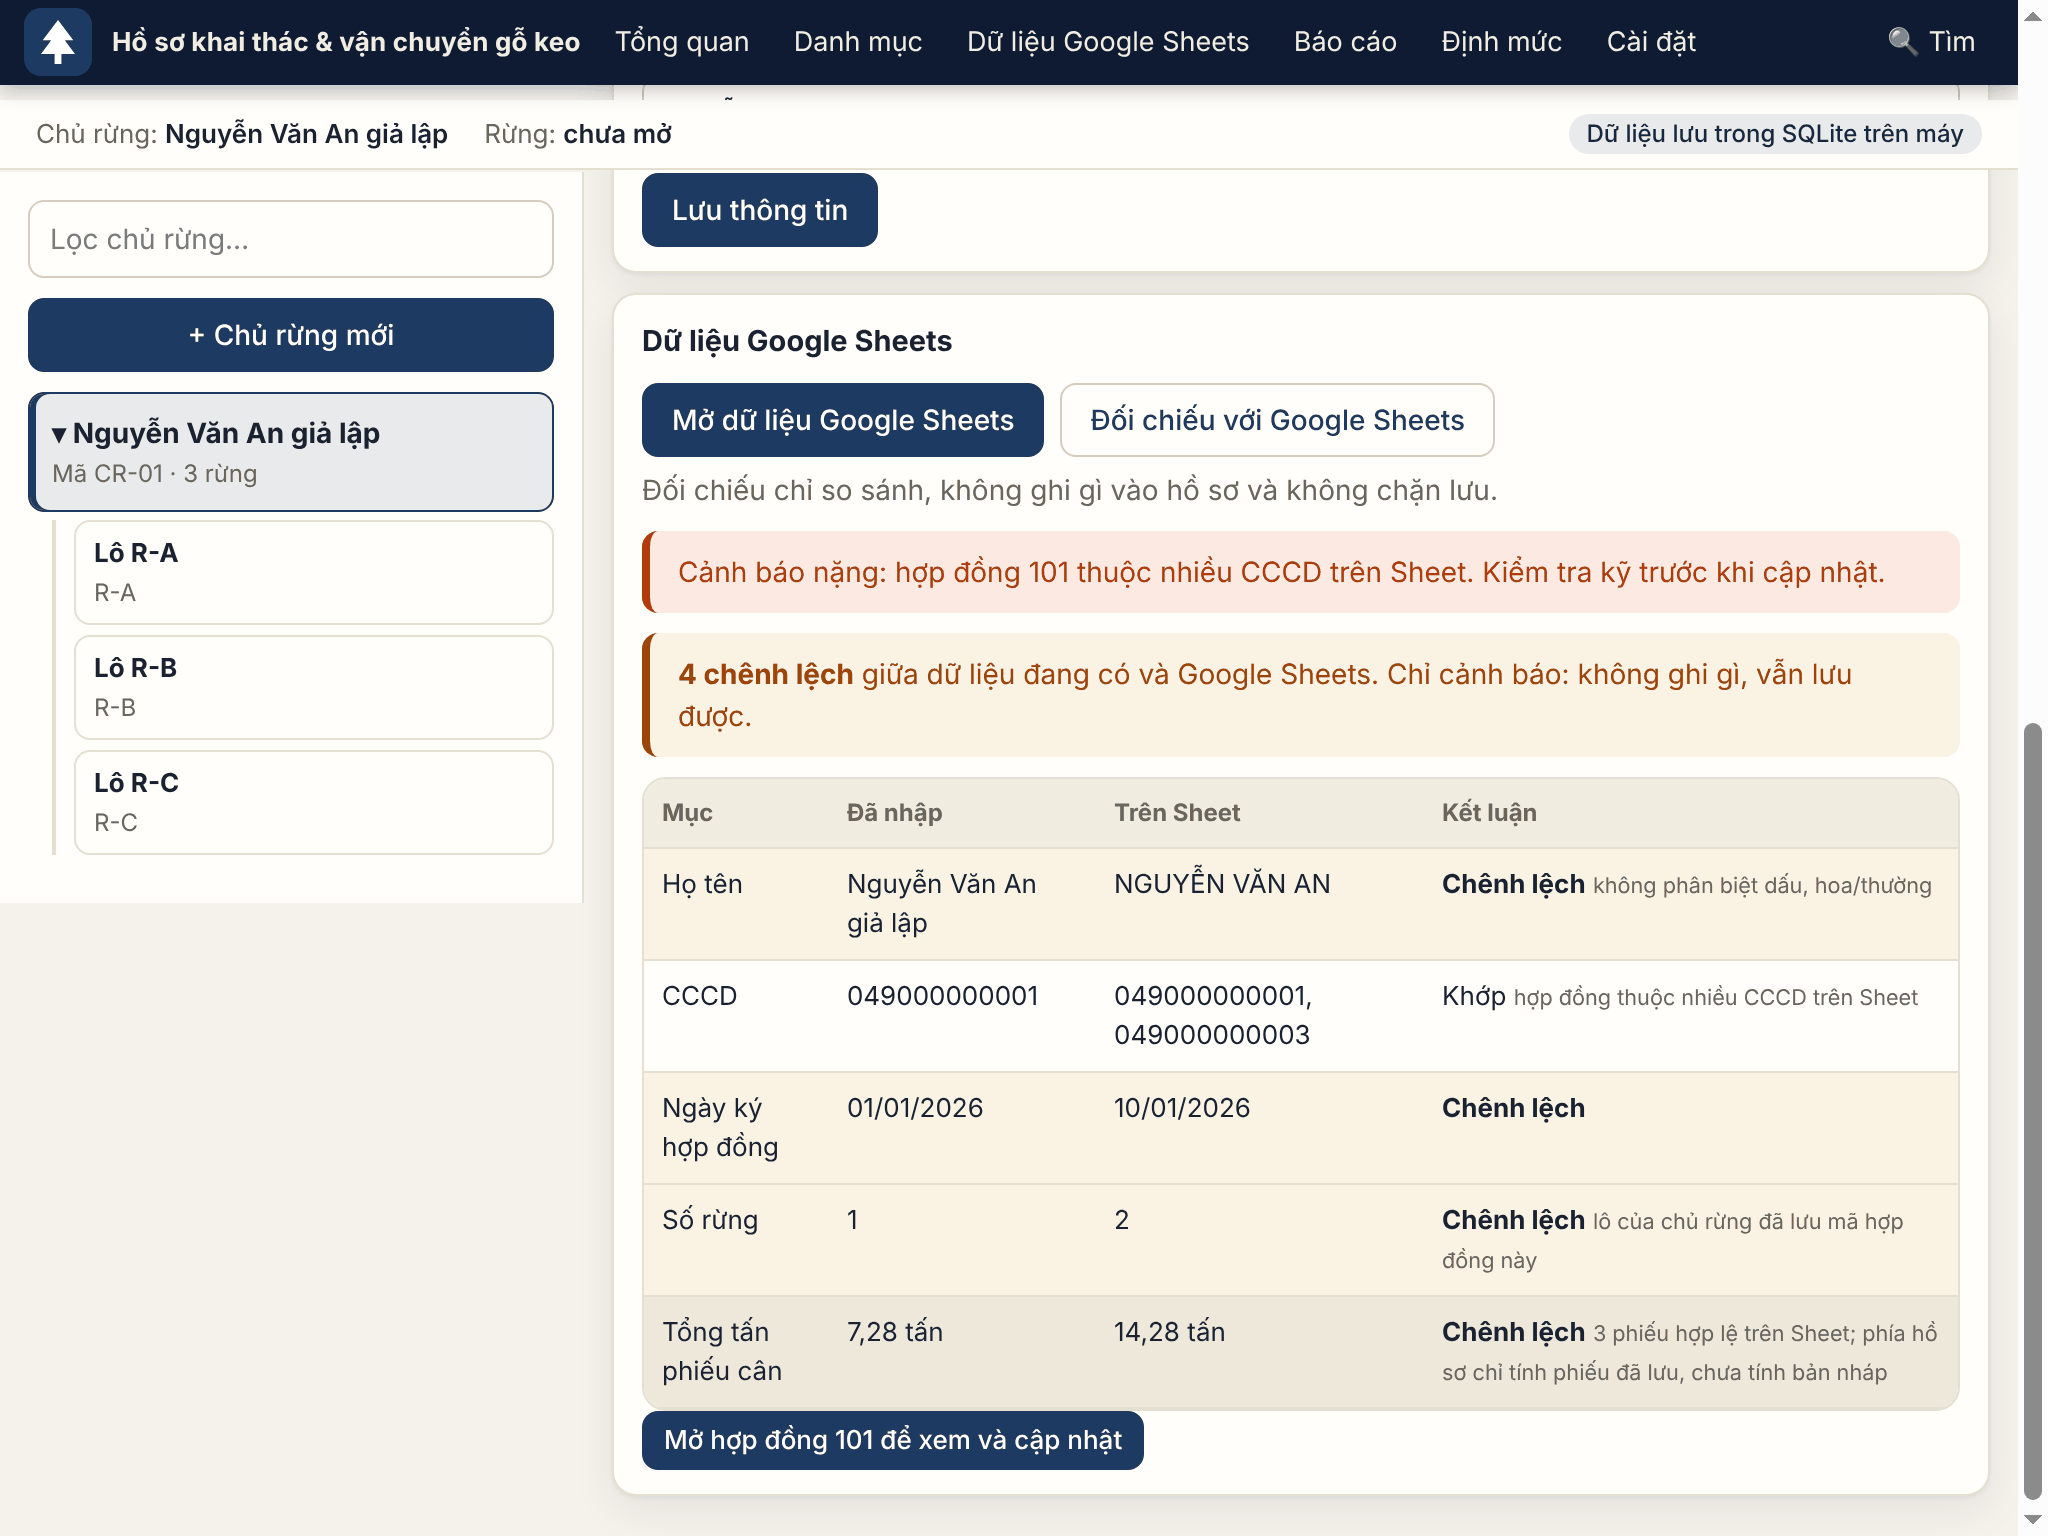 Hồ sơ khai thác & vận chuyển gỗ keo
Tổng quan
Danh mục
Dữ liệu Google Sheets
Báo cáo
Định mức
Cài đặt
Tìm
Chủ rừng: Nguyễn Văn An giả lập
Rừng: chưa mở
Dữ liệu lưu trong SQLite trên máy
Lọc chủ rừng...
+ Chủ rừng mới
▾ Nguyễn Văn An giả lập
Mã CR-01 · 3 rừng
Lô R-A
R-A
Lô R-B
R-B
Lô R-C
R-C
Lưu thông tin
Dữ liệu Google Sheets
Mở dữ liệu Google Sheets
Đối chiếu với Google Sheets
Đối chiếu chỉ so sánh, không ghi gì vào hồ sơ và không chặn lưu.
Cảnh báo nặng: hợp đồng 101 thuộc nhiều CCCD trên Sheet. Kiểm tra kỹ trước khi cập nhật.
4 chênh lệch giữa dữ liệu đang có và Google Sheets. Chỉ cảnh báo: không ghi gì, vẫn lưu
được.
Mục Đã nhập Trên Sheet Kết luận
Họ tên Nguyễn Văn An NGUYỄN VĂN AN Chênh lệch không phân biệt dấu, hoa/thường
giả lập
CCCD 049000000001 049000000001, Khớp hợp đồng thuộc nhiều CCCD trên Sheet
049000000003
Ngày ký 01/01/2026 10/01/2026 Chênh lệch
hợp đồng
Số rừng 1 2 Chênh lệch lô của chủ rừng đã lưu mã hợp
đồng này
Tổng tấn 7,28 tấn 14,28 tấn Chênh lệch 3 phiếu hợp lệ trên Sheet; phía hồ
phiếu cân sơ chỉ tính phiếu đã lưu, chưa tính bản nháp
Mở hợp đồng 101 để xem và cập nhật